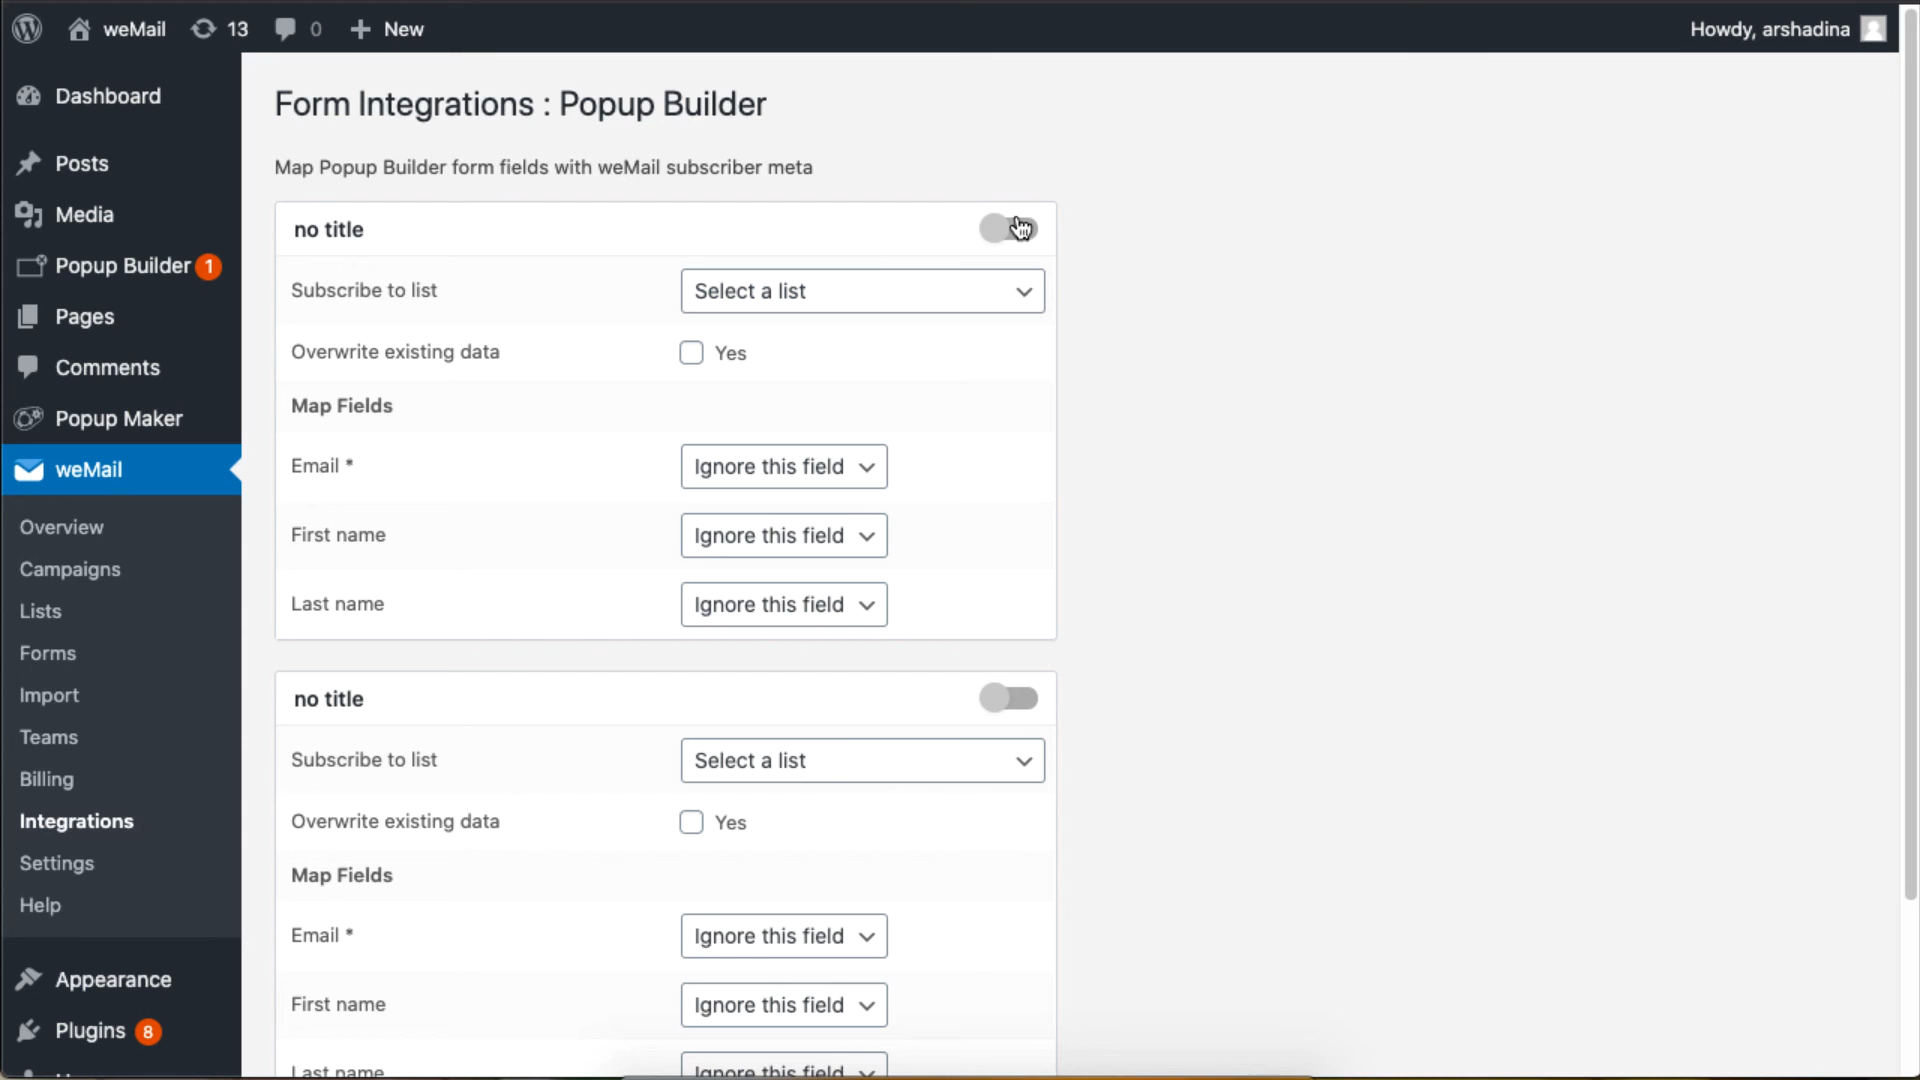 weMail 13 0 New Howdy, arshadina
Dashboard
Posts
Media
Popup Builder 1
Pages
Comments
Popup Maker
weMail
Overview
Campaigns
Lists
Forms
Import
Teams
Billing
Integrations
Settings
Help
Appearance
Plugins 8
Form Integrations : Popup Builder
Map Popup Builder form fields with weMail subscriber meta
no title
Subscribe to list Select a list
Overwrite existing data Yes
Map Fields
Email * Ignore this field
First name Ignore this field
Last name Ignore this field
no title
Subscribe to list Select a list
Overwrite existing data Yes
Map Fields
Email * Ignore this field
First name Ignore this field
Last name Ignore this field